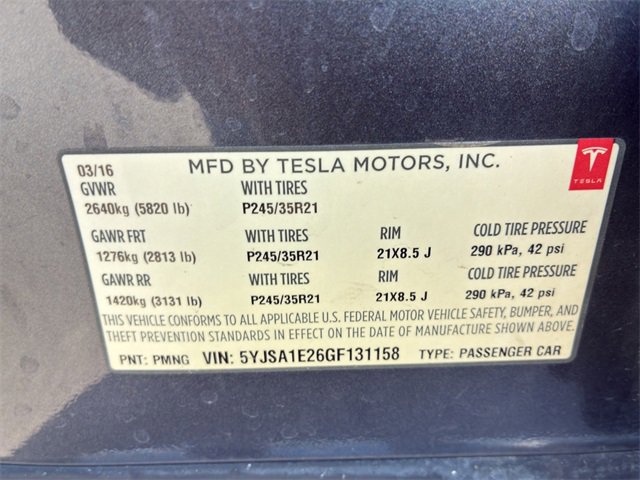 03/16 MFD BY TESLA MOTORS, INC.
TESLA
GVWR WITH TIRES
2640kg (5820 lb) P245/35R21
GAWR FRT WITH TIRES RIM COLD TIRE PRESSURE
1276kg (2813 lb) P245/35R21 21X8.5 J 290 kPa, 42 psi
GAWR RR WITH TIRES RIM COLD TIRE PRESSURE
1420kg (3131 lb) P245/35R21 21X8.5 J 290 kPa, 42 psi
THIS VEHICLE CONFORMS TO ALL APPLICABLE U.S. FEDERAL MOTOR VEHICLE SAFETY, BUMPER, AND
THEFT PREVENTION STANDARDS IN EFFECT ON THE DATE OF MANUFACTURE SHOWN ABOVE.
PNT: PMNG VIN: 5YJSA1E26GF131158 TYPE: PASSENGER CAR